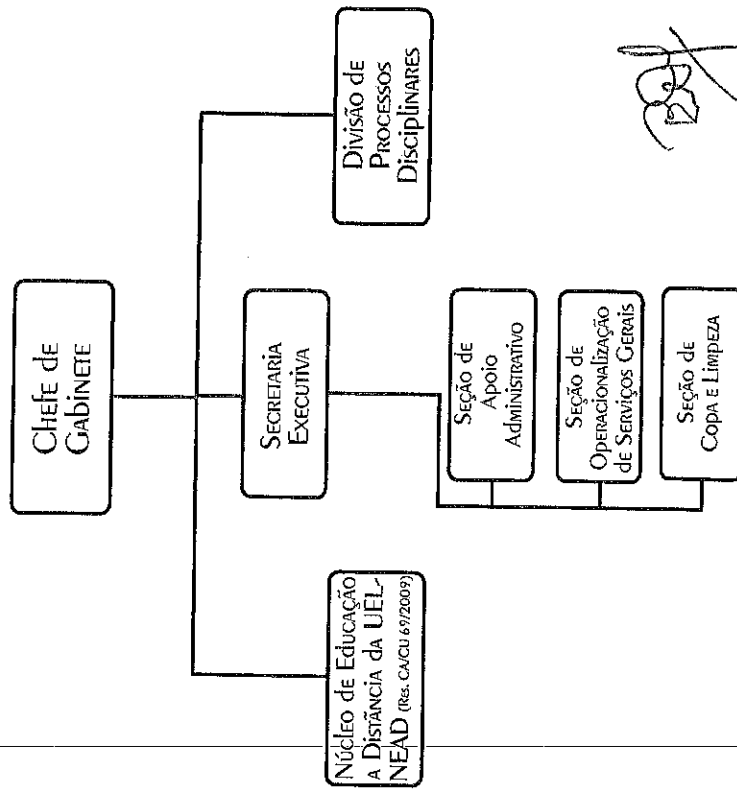 Chefe de
Gabinete
Núcleo de Educação
a Distância da UEL-
NEAD (Res. CA/CU 69/2009)
Secretaria
Executiva
Divisão de
Processos
Disciplinares
Seção de
Apoio
Administrativo
Seção de
Operacionalização
de Serviços Gerais
Seção de
Copa e Limpeza